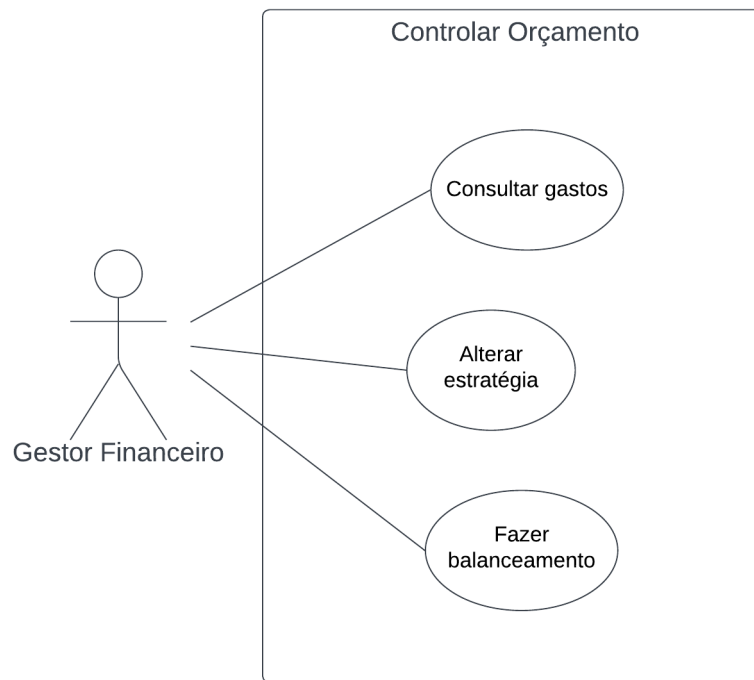 Controlar Orçamento
Consultar gastos
Alterar
estratégia
Gestor Financeiro
Fazer
balanceamento